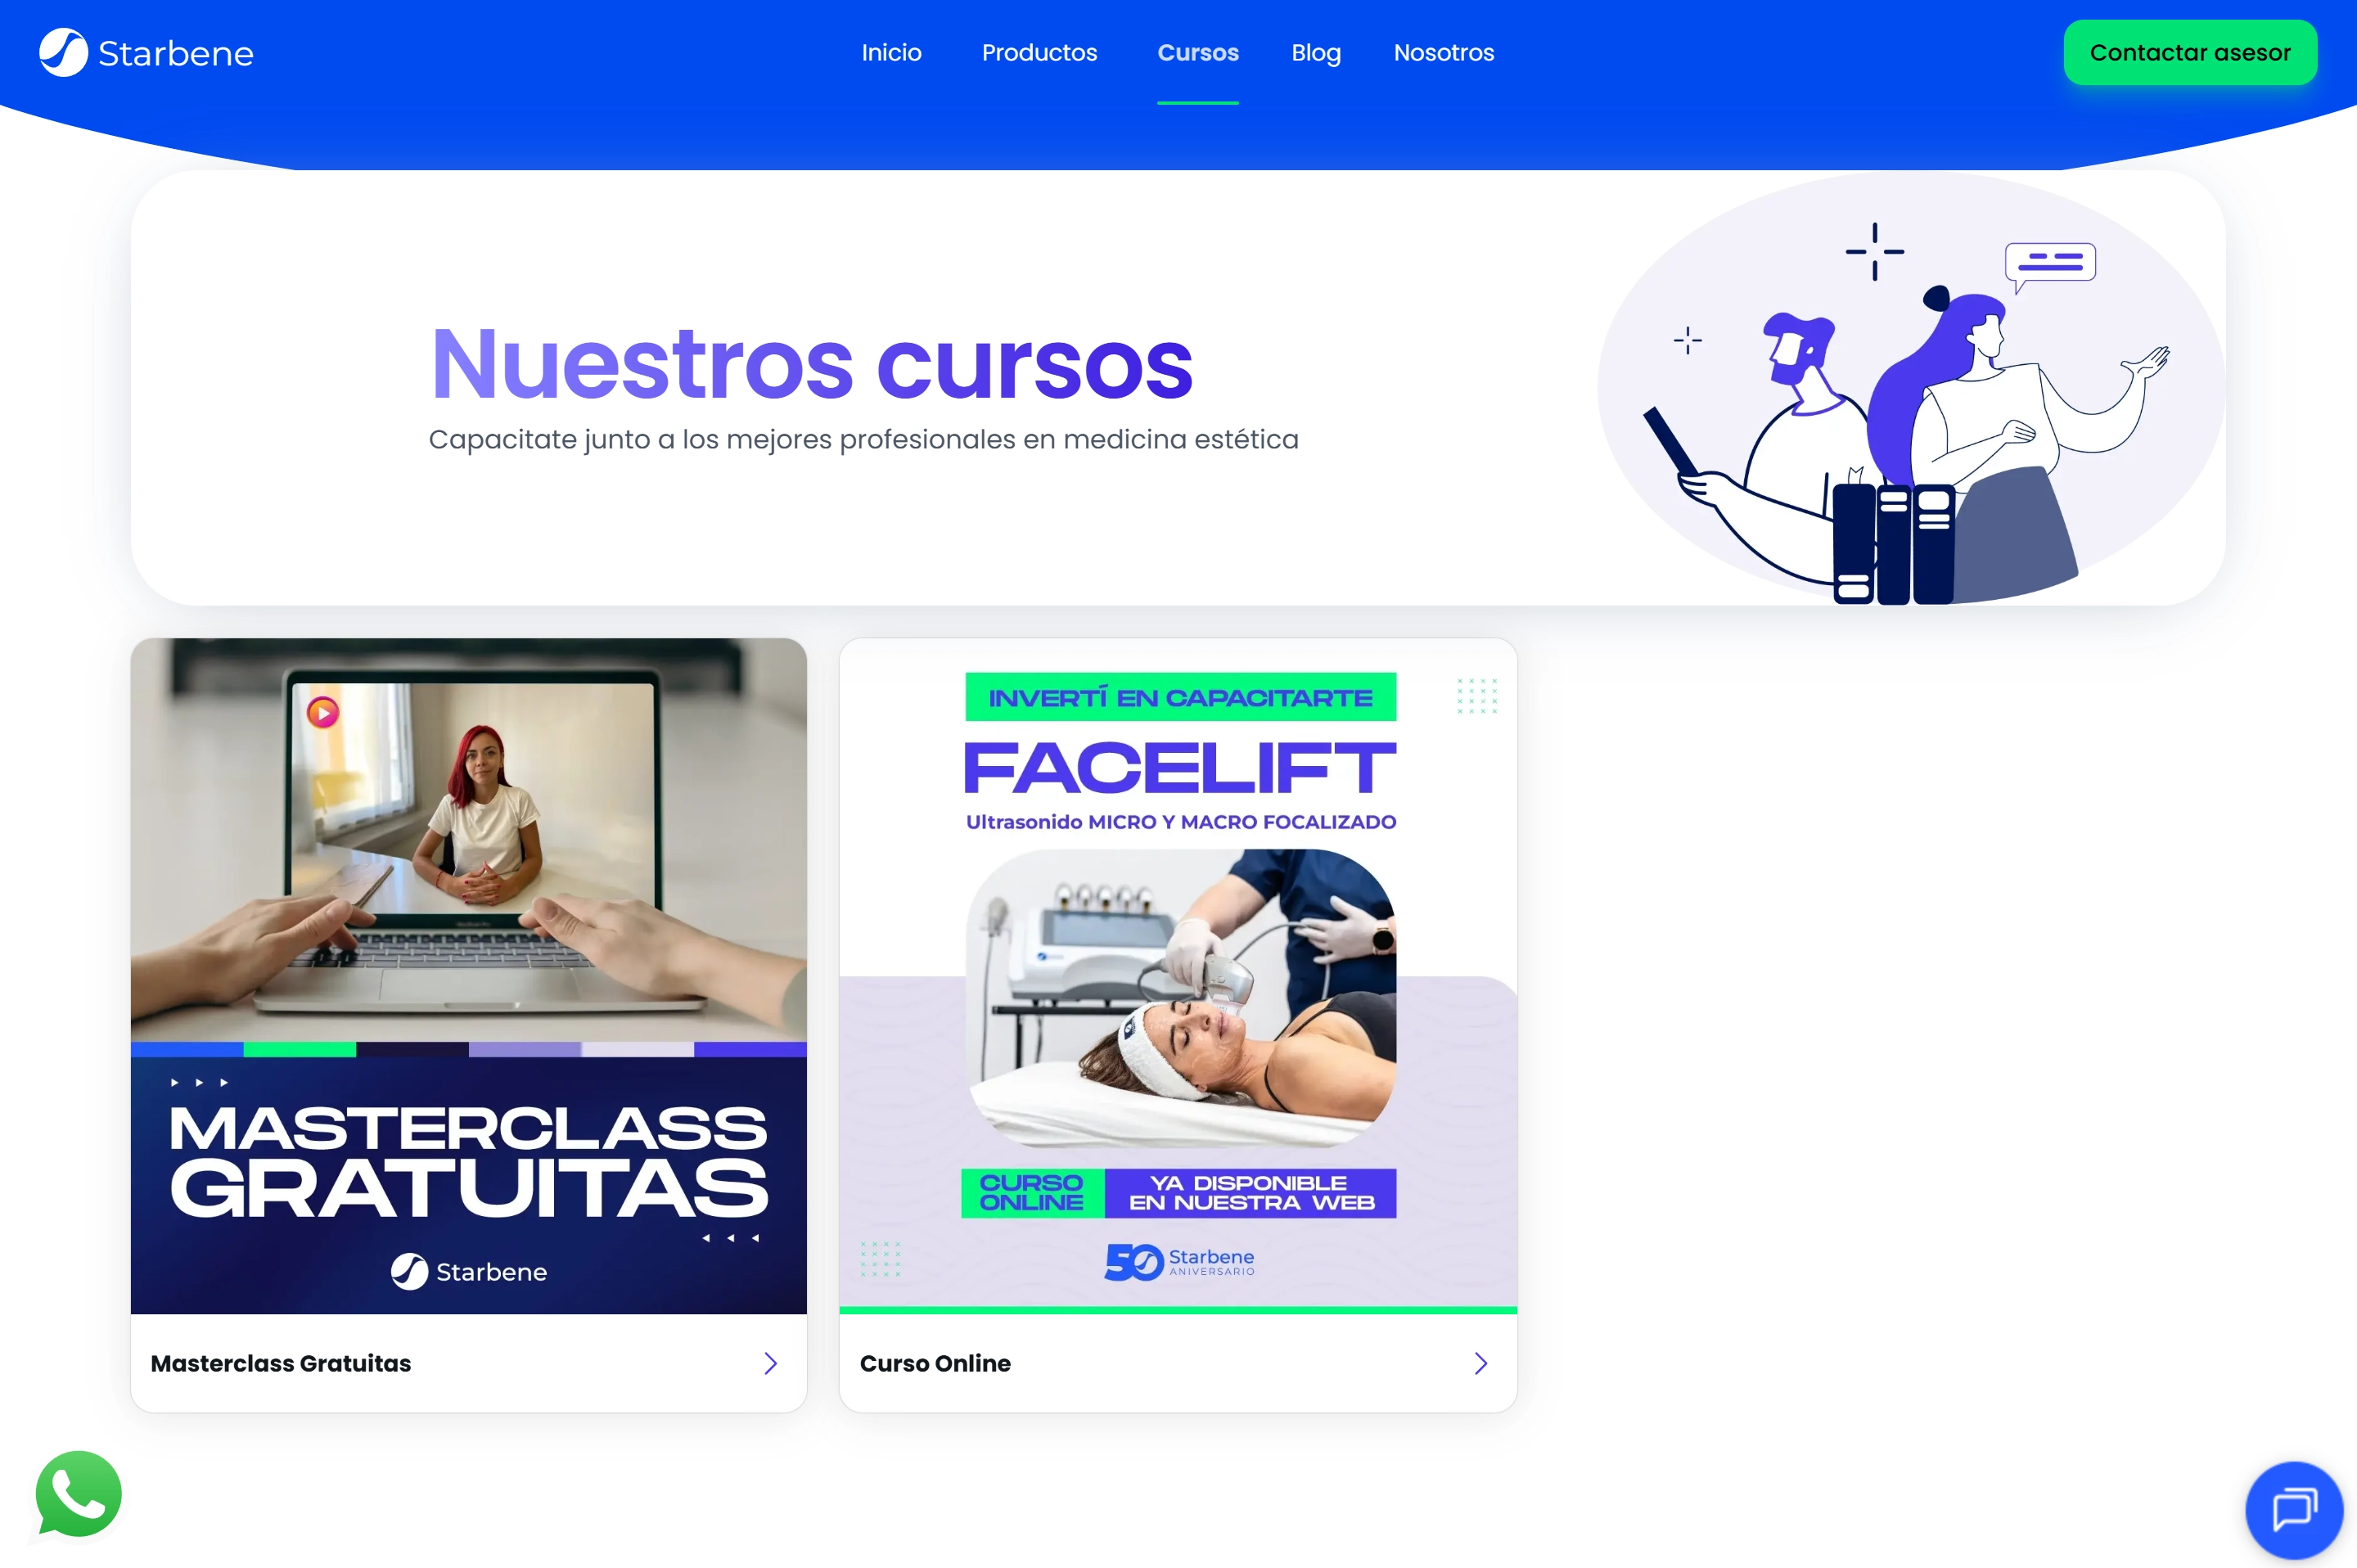 Starbene
Inicio
Productos
Cursos
Blog
Nosotros
Contactar asesor
Nuestros cursos
Capacitate junto a los mejores profesionales en medicina estética
MASTERCLASS
GRATUITAS
Starbene
Masterclass Gratuitas
INVERTÍ EN CAPACITARTE
FACELIFT
Ultrasonido MICRO Y MACRO FOCALIZADO
CURSO
ONLINE
YA DISPONIBLE
EN NUESTRA WEB
50 Starbene
ANIVERSARIO
Curso Online